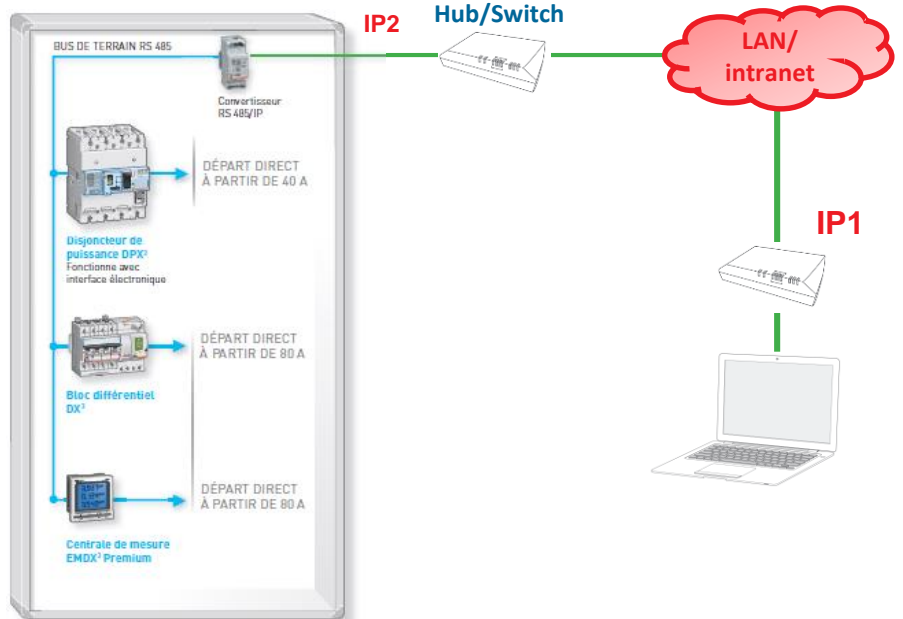 IP2
Hub/Switch
BUS DE TERRAIN RS 485
LAN/
intranet
Convertisseur
RS 485/IP
DÉPART DIRECT
À PARTIR DE 40 A
IP1
Disjoncteur de
puissance DPX³
Fonctionne avec
interface électronique
DÉPART DIRECT
À PARTIR DE 80 A
Bloc différentiel
DX³
DÉPART DIRECT
À PARTIR DE 80 A
Centrale de mesure
EMDX³ Premium